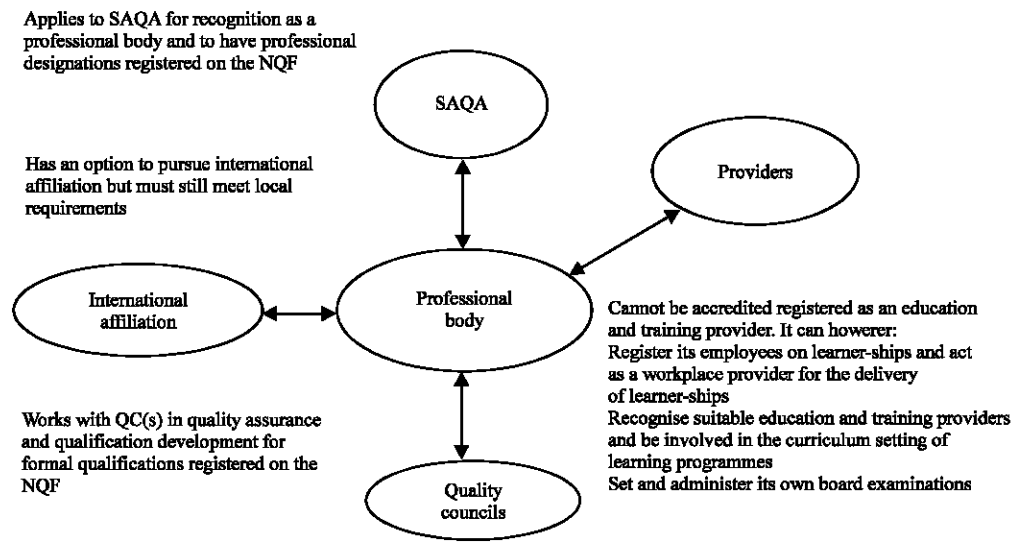 Applies to SAQA for recognition as a
professional body and to have professional
designations registered on the NQF
SAQA
Has an option to pursue international
affiliation but must still meet local
requirements
Providers
International
affiliation
Professional
body
Cannot be accredited registered as an education
and training provider. It can howerer:
Register its employees on learner-ships and act
as a workplace provider for the delivery
of learner-ships
Recognise suitable education and training providers
and be involved in the curriculum setting of
learning programmes
Set and administer its own board examinations
Works with QC(s) in quality assurance
and qualification development for
formal qualifications registered on the
NQF
Quality
councils